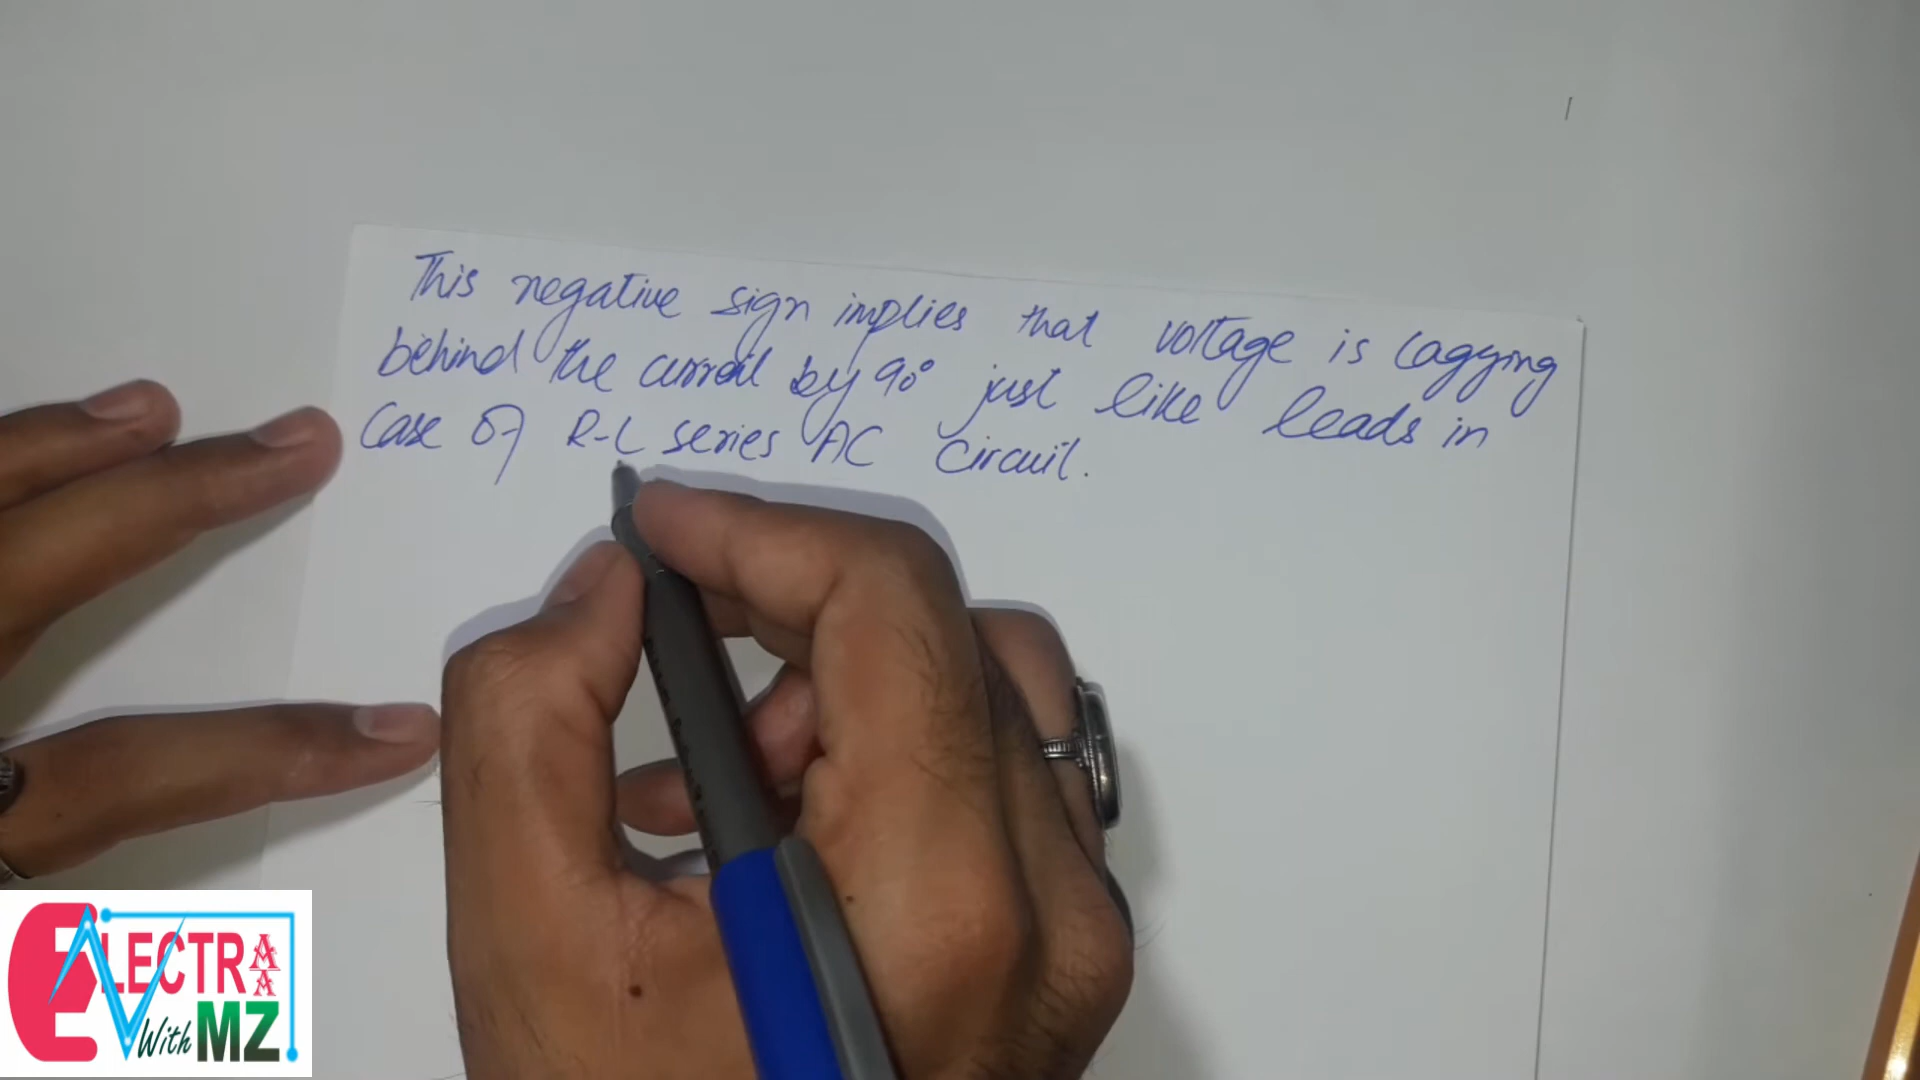 This negative sign implies that voltage is lagging
behind the current by 90° just like leads in
Case of R-L series AC Circuit.
ELECTRA
With MZ